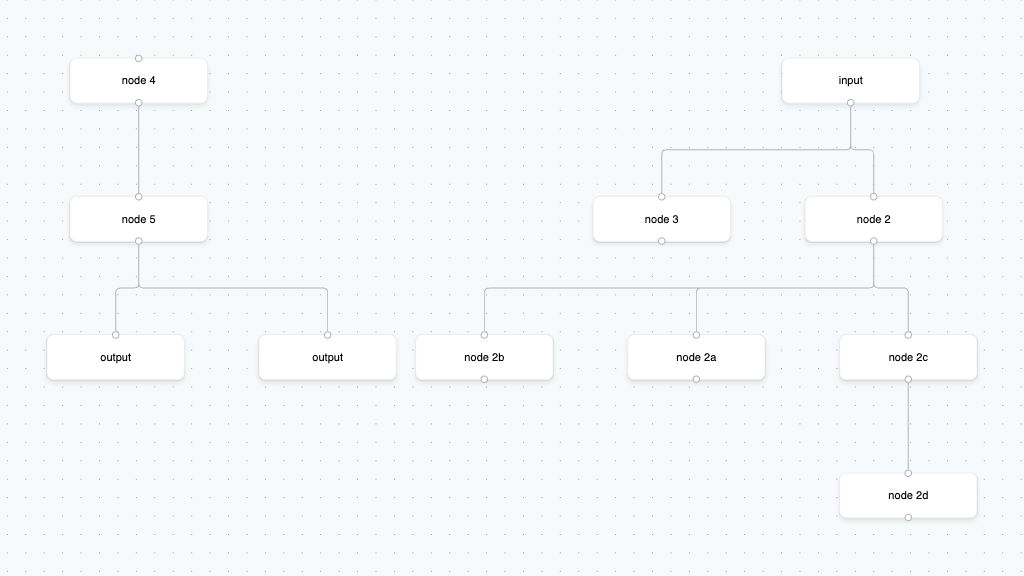 node 4
input
node 5
node 3
node 2
output
output
node 2b
node 2a
node 2c
node 2d